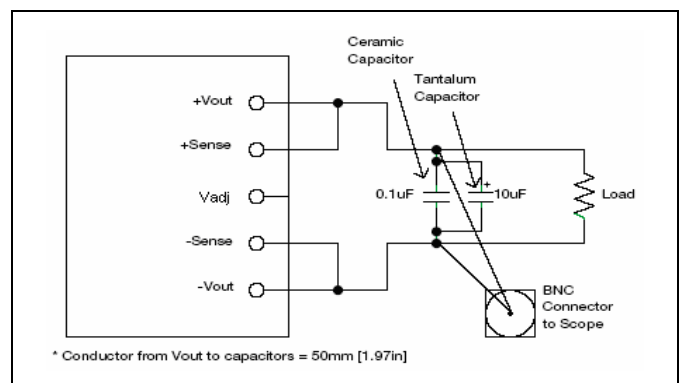 Ceramic
Capacitor
Tantalum
Capacitor
+Vout
+Sense
Vadj
-Sense
-Vout
0.1uF
+
10uF
Load
BNC
Connector
to Scope
* Conductor from Vout to capacitors = 50mm [1.97in]